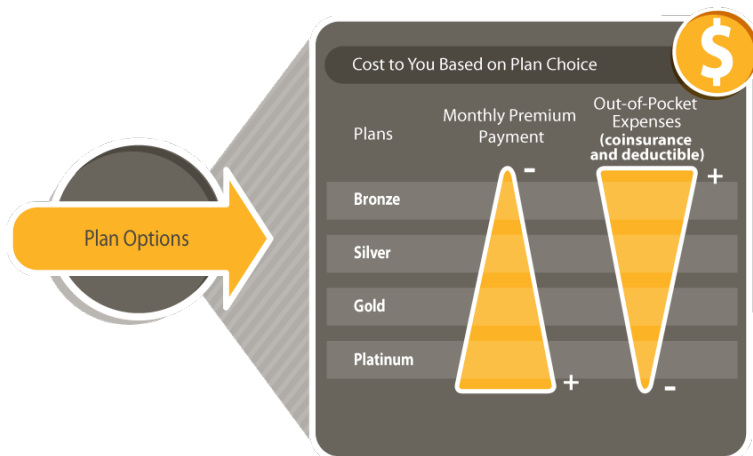 $
Cost to You Based on Plan Choice
Plans
Monthly Premium
Payment
Out-of-Pocket
Expenses
(coinsurance
and deductible)
- +
Bronze
Silver
Plan Options
Gold
Platinum
+ -